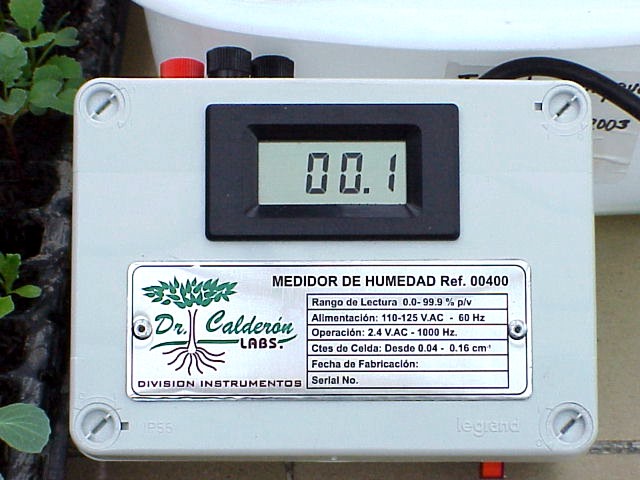 2003
00.1
MEDIDOR DE HUMEDAD Ref. 00400
Dr. Calderón
LABS.
DIVISION INSTRUMENTOS
Rango de Lectura 0.0- 99.9 % p/v
Alimentación: 110-125 V.AC - 60 Hz
Operación: 2.4 V.AC - 1000 Hz.
Ctes de Celda: Desde 0.04 - 0.16 cm⁻¹
Fecha de Fabricación:
Serial No.
IP55
legrand